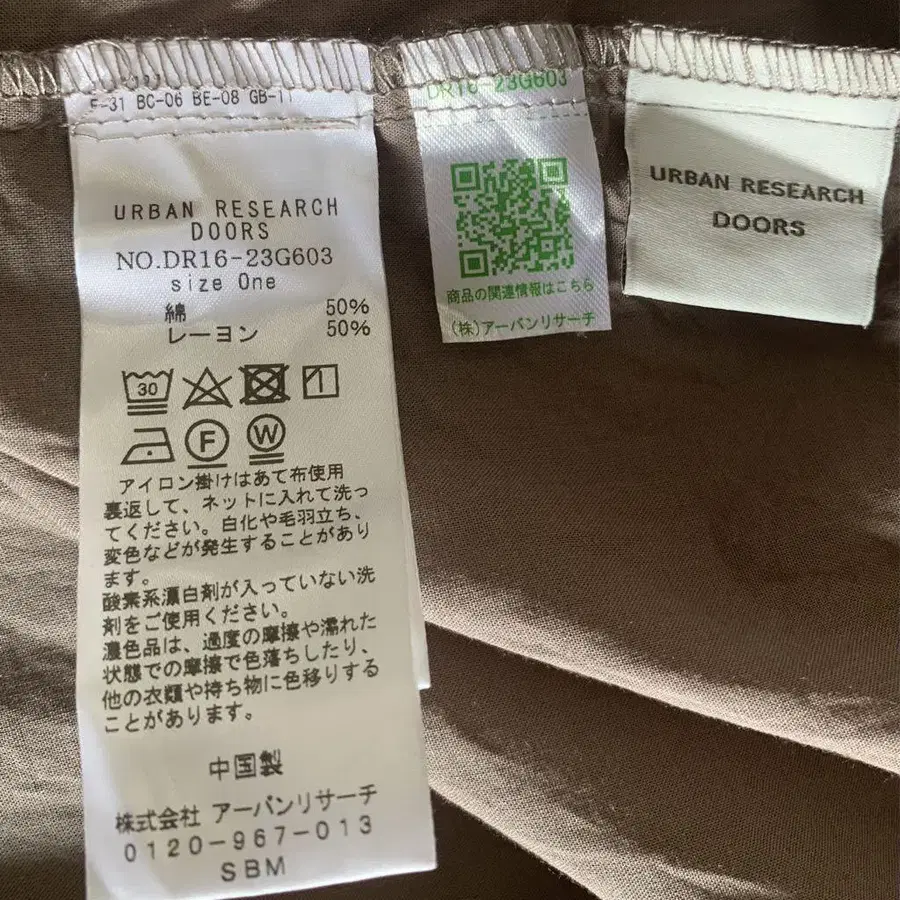 BC-06 BE-08 GB-11
URBAN RESEARCH
DOORS
NO.DR16-23G603
size One
綿 50%
レーヨン 50%
30
F
W
アイロン掛けはあて布使用
裏返して、ネットに入れて洗っ
てください。白化や毛羽立ち、
変色などが発生することがあり
ます。
酸素系漂白剤が入っていない洗
剤をご使用ください。
濃色品は、過度の摩擦や濡れた
状態での摩擦で色落ちしたり、
他の衣類や持ち物に色移りする
ことがあります。
中国製
株式会社 アーバンリサーチ
0120-967-013
SBM
DR16-23G603
商品の関連情報はこちら
(株)アーバンリサーチ
URBAN RESEARCH
DOORS